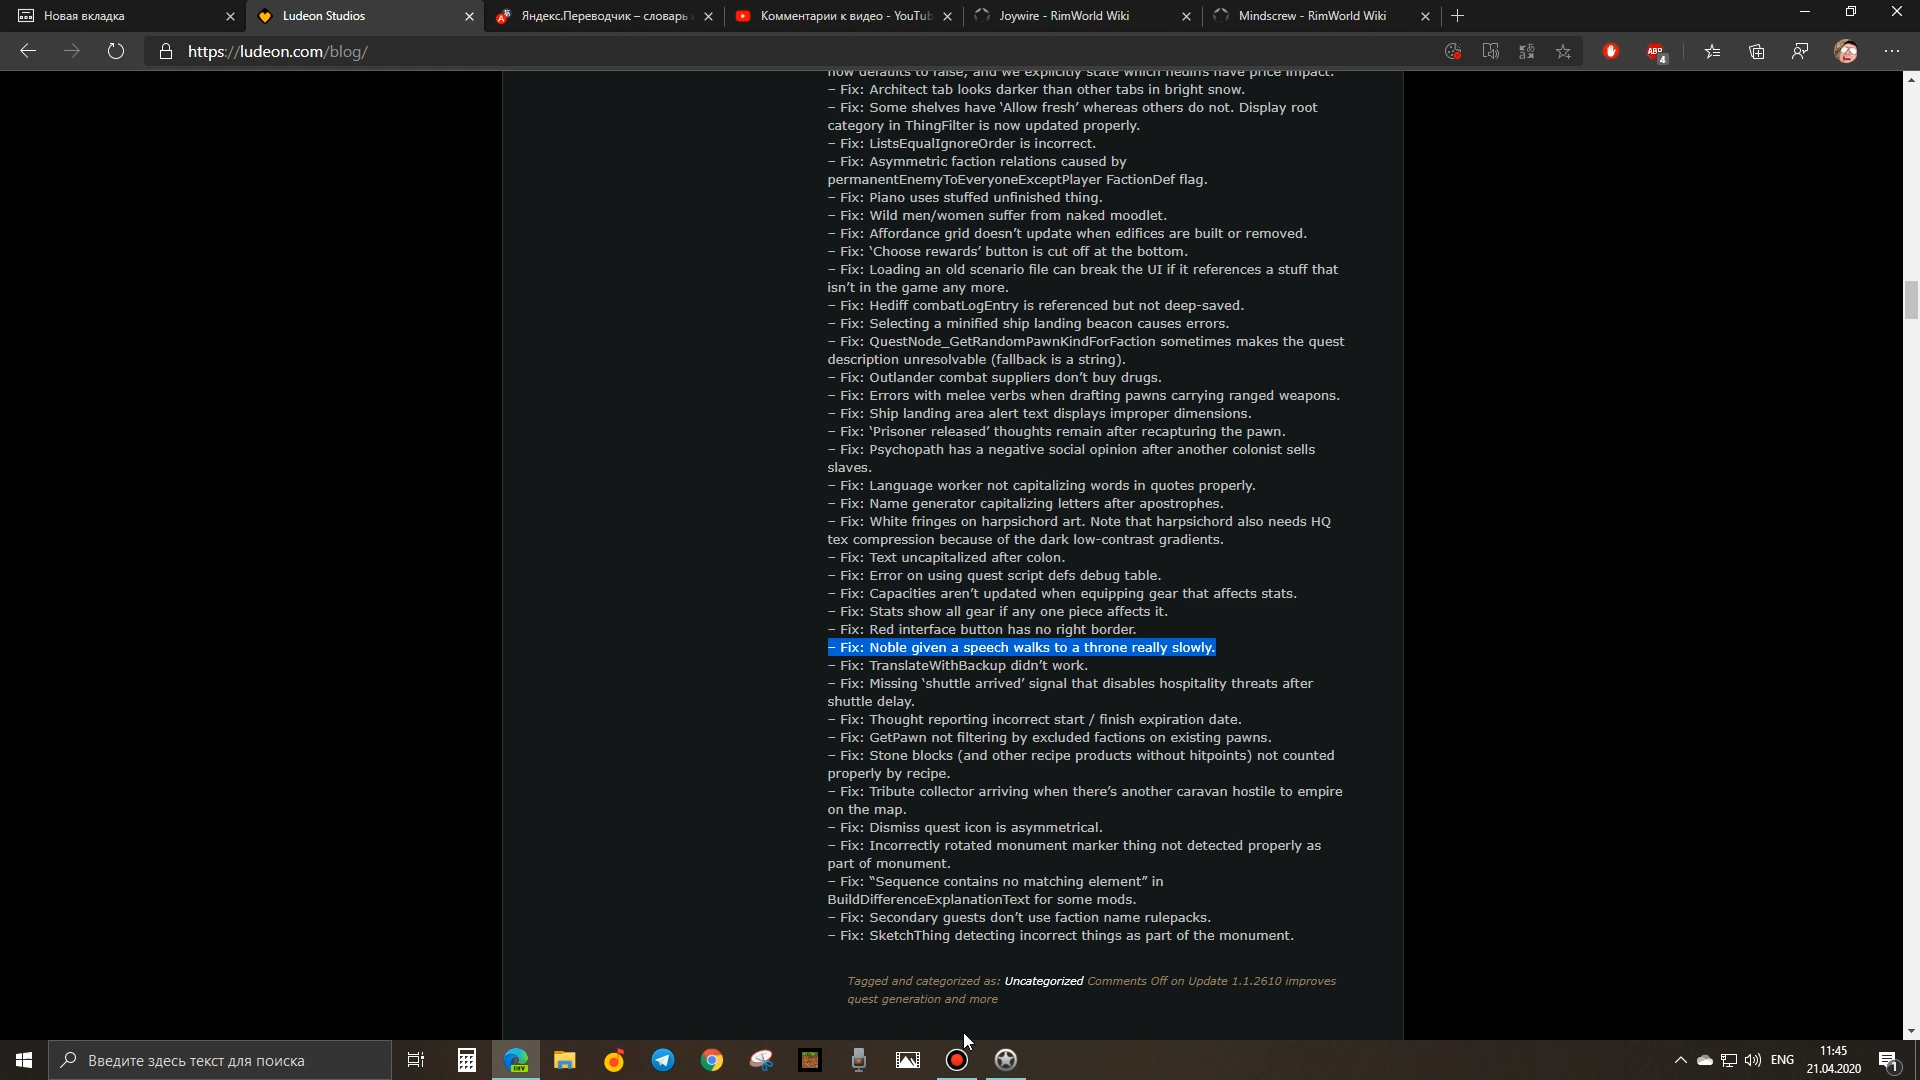 Новая вкладка
Ludeon Studios
Яндекс.Переводчик – словарь
Комментарии к видео - YouTub
Joywire - RimWorld Wiki
Mindscrew - RimWorld Wiki
https://ludeon.com/blog/
ABP
4
now defaults to false, and we explicitly state which hediffs have price impact.
– Fix: Architect tab looks darker than other tabs in bright snow.
– Fix: Some shelves have ‘Allow fresh’ whereas others do not. Display root
category in ThingFilter is now updated properly.
– Fix: ListsEqualIgnoreOrder is incorrect.
– Fix: Asymmetric faction relations caused by
permanentEnemyToEveryoneExceptPlayer FactionDef flag.
– Fix: Piano uses stuffed unfinished thing.
– Fix: Wild men/women suffer from naked moodlet.
– Fix: Affordance grid doesn’t update when edifices are built or removed.
– Fix: ‘Choose rewards’ button is cut off at the bottom.
– Fix: Loading an old scenario file can break the UI if it references a stuff that
isn’t in the game any more.
– Fix: Hediff combatLogEntry is referenced but not deep-saved.
– Fix: Selecting a minified ship landing beacon causes errors.
– Fix: QuestNode_GetRandomPawnKindForFaction sometimes makes the quest
description unresolvable (fallback is a string).
– Fix: Outlander combat suppliers don’t buy drugs.
– Fix: Errors with melee verbs when drafting pawns carrying ranged weapons.
– Fix: Ship landing area alert text displays improper dimensions.
– Fix: ‘Prisoner released’ thoughts remain after recapturing the pawn.
– Fix: Psychopath has a negative social opinion after another colonist sells
slaves.
– Fix: Language worker not capitalizing words in quotes properly.
– Fix: Name generator capitalizing letters after apostrophes.
– Fix: White fringes on harpsichord art. Note that harpsichord also needs HQ
tex compression because of the dark low-contrast gradients.
– Fix: Text uncapitalized after colon.
– Fix: Error on using quest script defs debug table.
– Fix: Capacities aren’t updated when equipping gear that affects stats.
– Fix: Stats show all gear if any one piece affects it.
– Fix: Red interface button has no right border.
– Fix: Noble given a speech walks to a throne really slowly.
– Fix: TranslateWithBackup didn’t work.
– Fix: Missing ‘shuttle arrived’ signal that disables hospitality threats after
shuttle delay.
– Fix: Thought reporting incorrect start / finish expiration date.
– Fix: GetPawn not filtering by excluded factions on existing pawns.
– Fix: Stone blocks (and other recipe products without hitpoints) not counted
properly by recipe.
– Fix: Tribute collector arriving when there’s another caravan hostile to empire
on the map.
– Fix: Dismiss quest icon is asymmetrical.
– Fix: Incorrectly rotated monument marker thing not detected properly as
part of monument.
– Fix: “Sequence contains no matching element” in
BuildDifferenceExplanationText for some mods.
– Fix: Secondary guests don’t use faction name rulepacks.
– Fix: SketchThing detecting incorrect things as part of the monument.
Tagged and categorized as: Uncategorized Comments Off on Update 1.1.2610 improves
quest generation and more
Введите здесь текст для поиска
DEV
ENG
11:45
21.04.2020
1